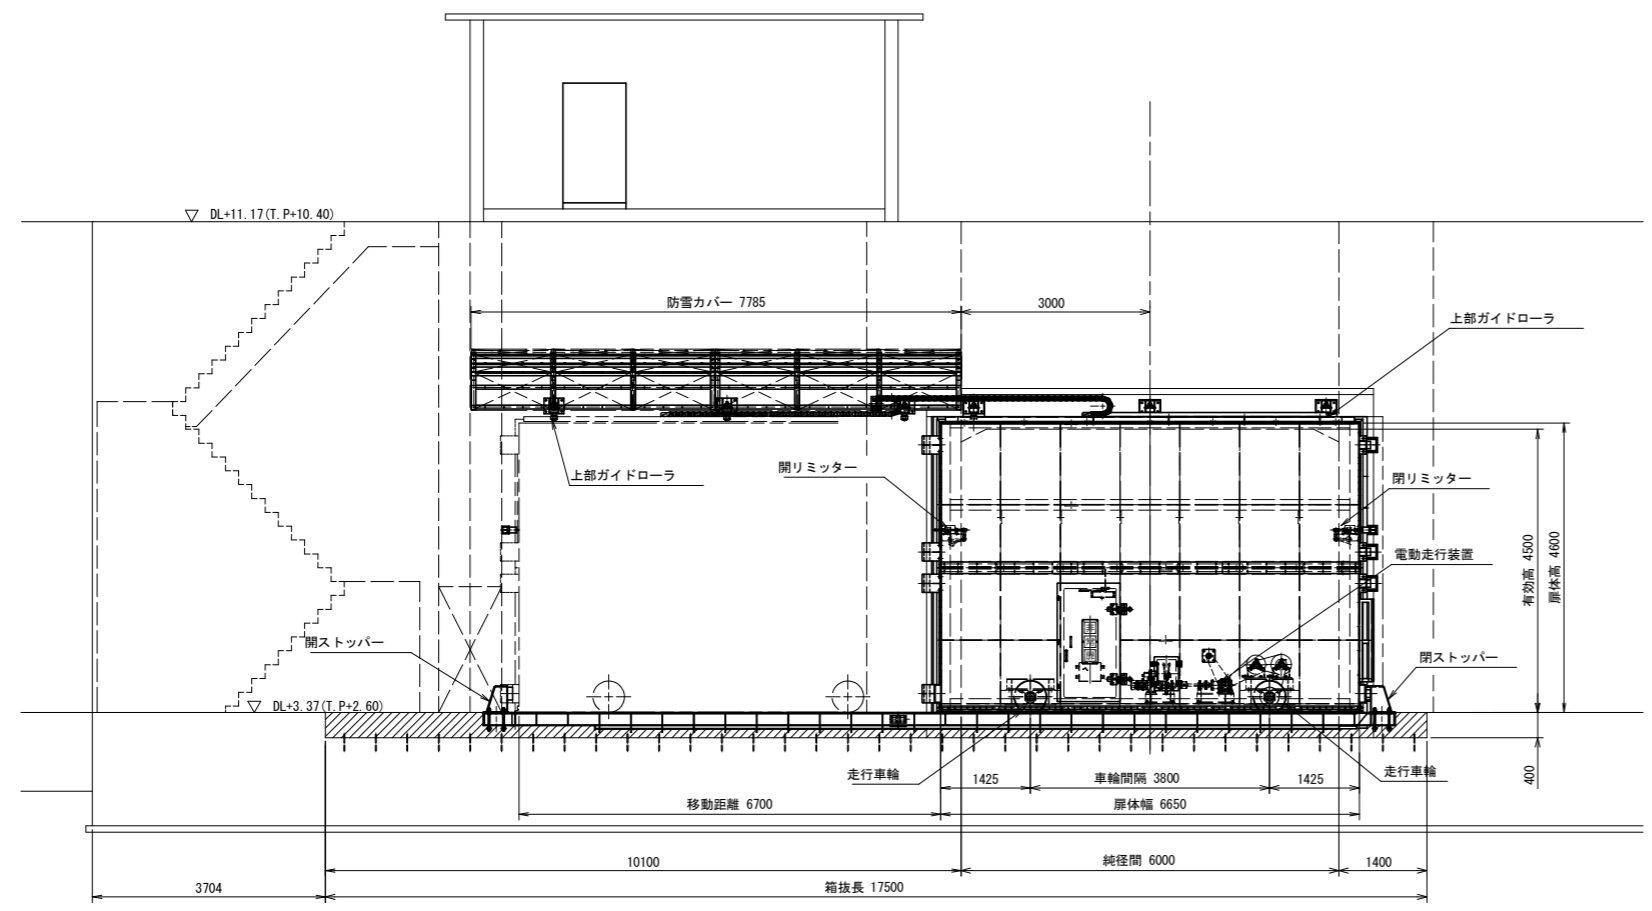 DL+11.17(T.P+10.40)
防雪カバー 7785
3000
上部ガイドローラ
上部ガイドローラ
開リミッター
閉リミッター
電動走行装置
有効高 4500
扉体高 4600
開ストッパー
閉ストッパー
DL+3.37(T.P+2.60)
走行車輪
1425
車輪間隔 3800
1425
走行車輪
400
移動距離 6700
扉体幅 6650
10100
純径間 6000
1400
3704
箱抜長 17500